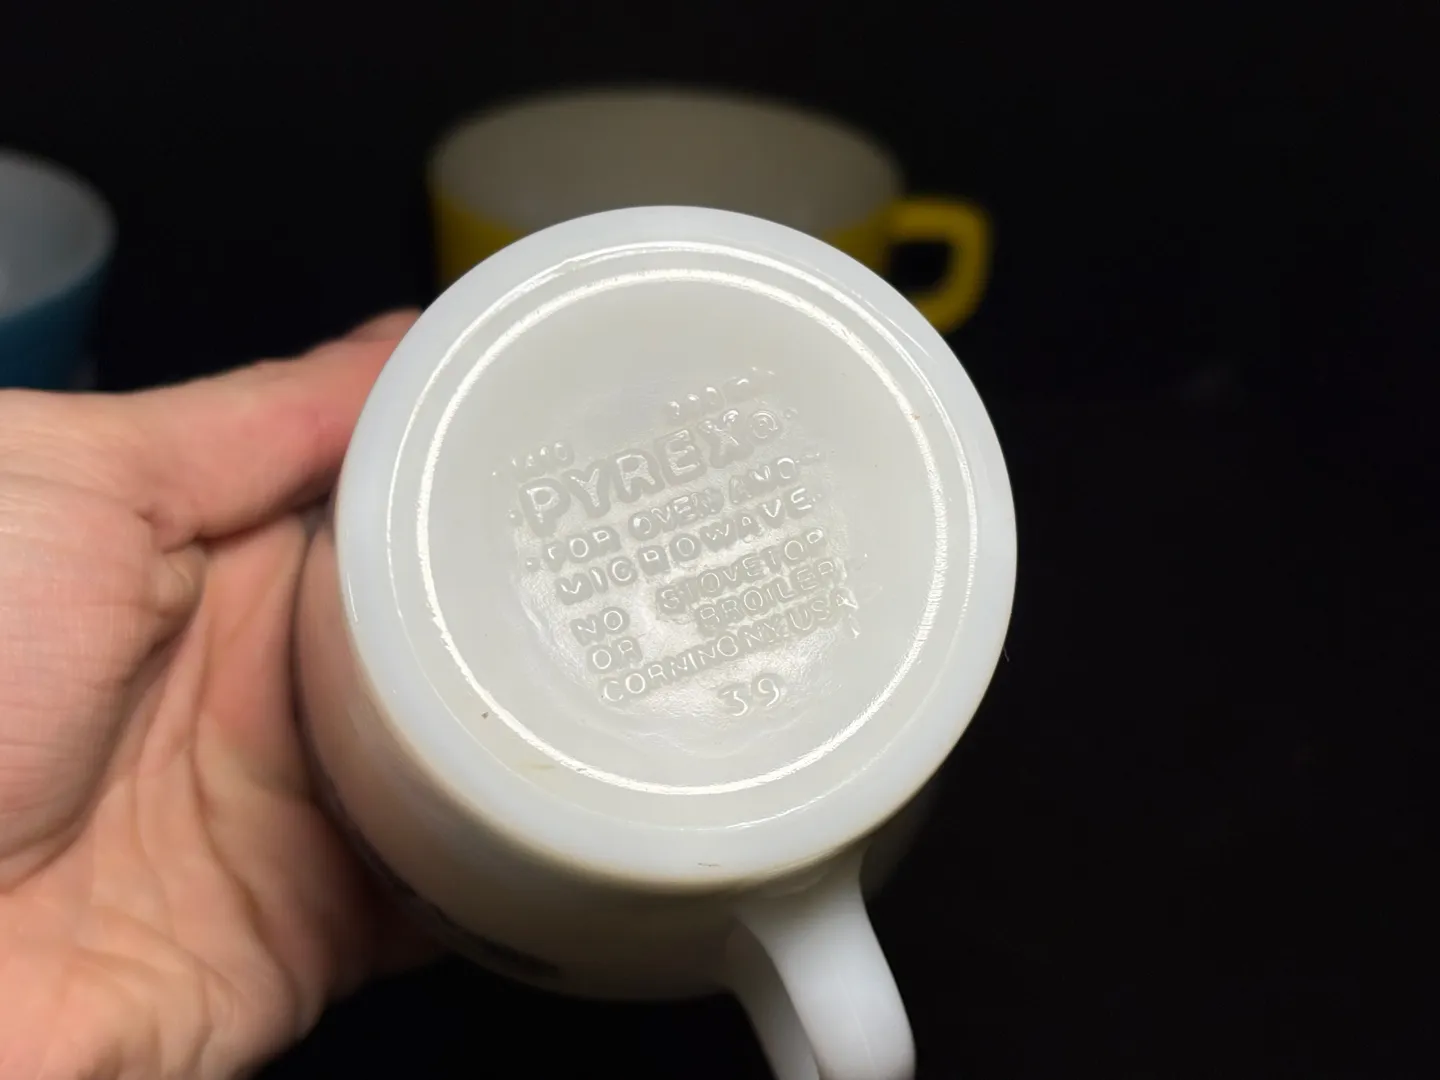 PYREX®
FOR OVEN AND
MICROWAVE
NO STOVETOP
OR BROILER
CORNING NY. USA
39